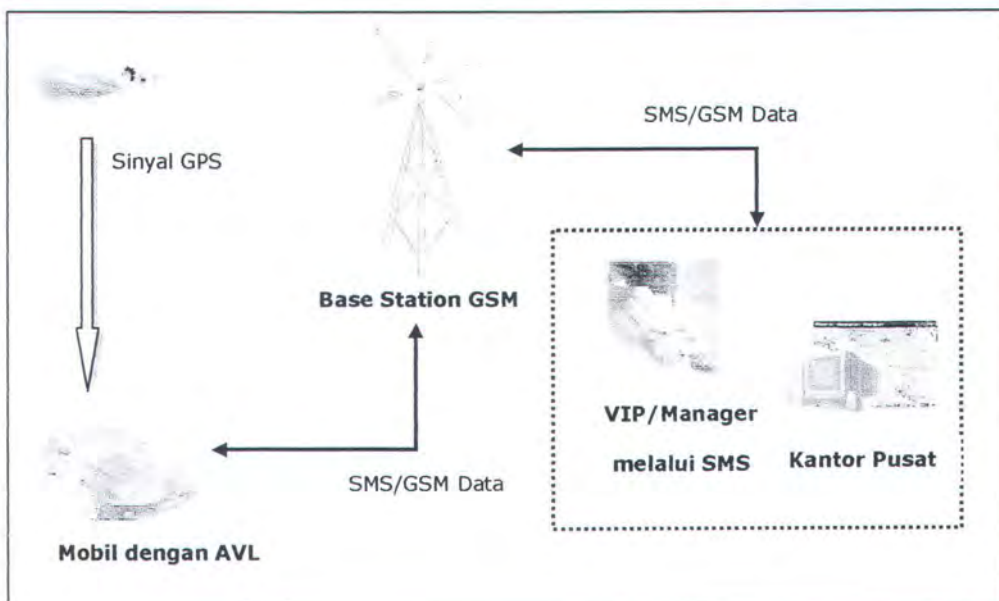 SMS/GSM Data
Sinyal GPS
Base Station GSM
VIP/Manager
melalui SMS
Kantor Pusat
SMS/GSM Data
Mobil dengan AVL